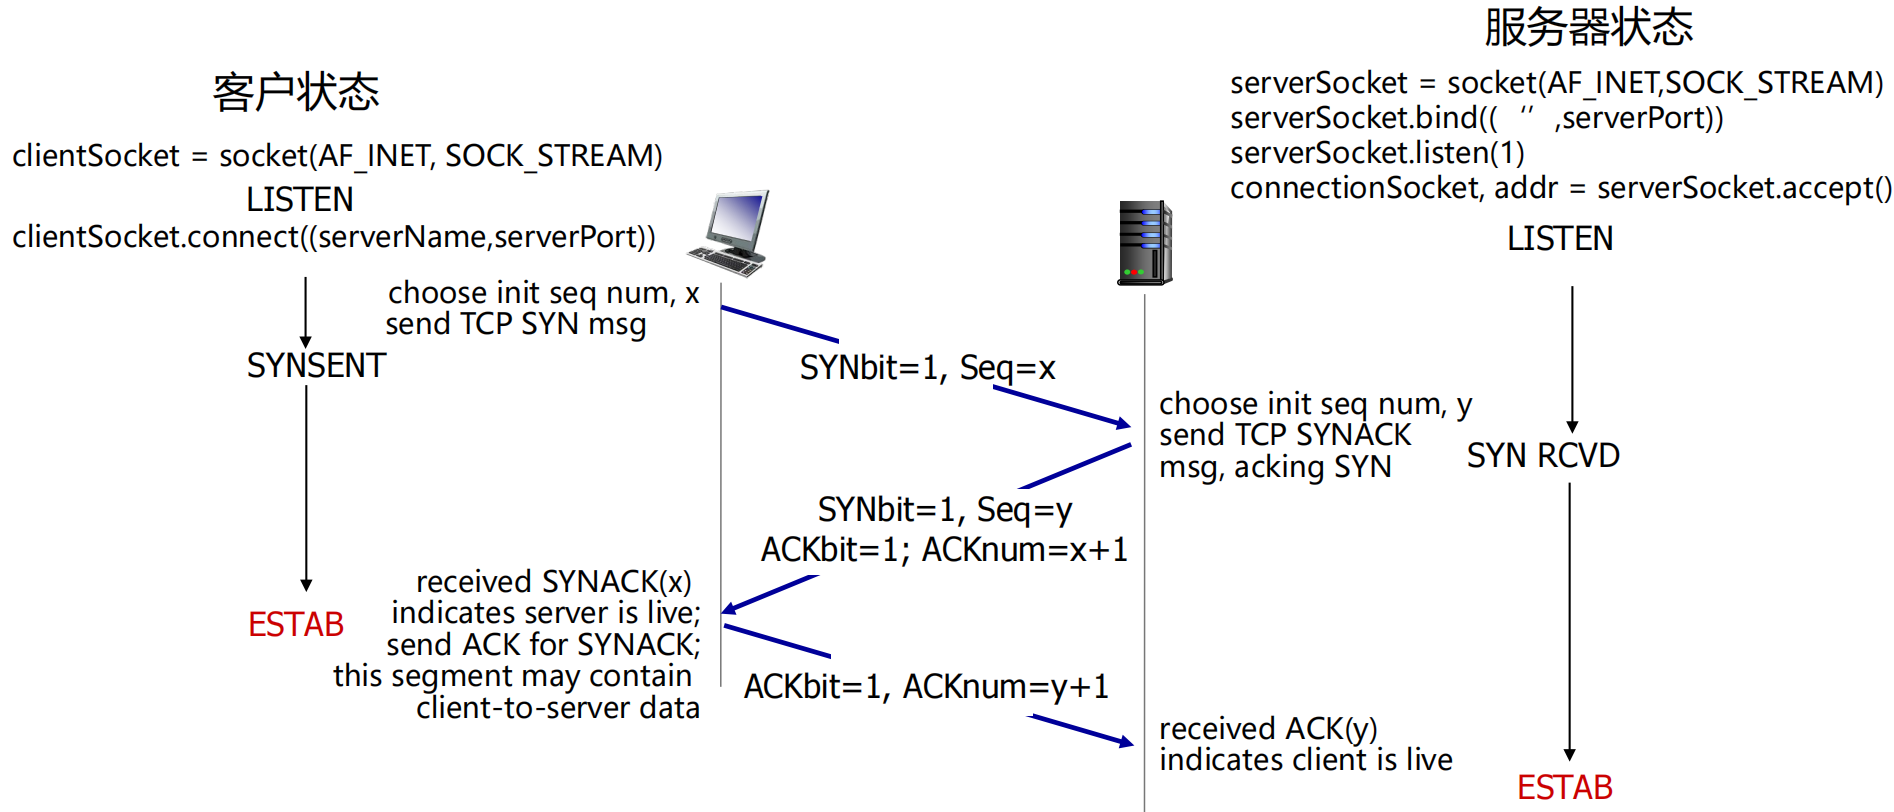 客户状态
clientSocket = socket(AF_INET, SOCK_STREAM)
LISTEN
clientSocket.connect((serverName,serverPort))
SYNSENT
ESTAB
服务器状态
serverSocket = socket(AF_INET,SOCK_STREAM)
serverSocket.bind((‘’,serverPort))
serverSocket.listen(1)
connectionSocket, addr = serverSocket.accept()
LISTEN
SYN RCVD
ESTAB
choose init seq num, x
send TCP SYN msg
SYNbit=1, Seq=x
choose init seq num, y
send TCP SYNACK
msg, acking SYN
SYNbit=1, Seq=y
ACKbit=1; ACKnum=x+1
received SYNACK(x)
indicates server is live;
send ACK for SYNACK;
this segment may contain
client-to-server data
ACKbit=1, ACKnum=y+1
received ACK(y)
indicates client is live